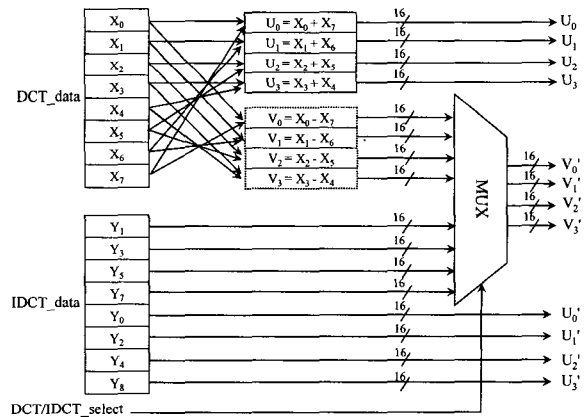 DCT_data
X0
X1
X2
X3
X4
X5
X6
X7
U0 = X0 + X7
U1 = X1 + X6
U2 = X2 + X5
U3 = X3 + X4
V0 = X0 - X7
V1 = X1 - X6
V2 = X2 - X5
V3 = X3 - X4
16
16
16
16
U0
U1
U2
U3
16
16
16
16
MUX
16
16
16
16
V0'
V1'
V2'
V3'
IDCT_data
Y1
Y3
Y5
Y7
Y0
Y2
Y4
Y8
16
16
16
16
16
16
16
16
U0'
U1'
U2'
U3'
DCT/IDCT_select